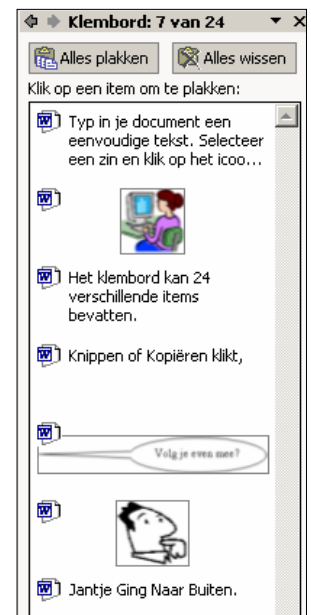 Klembord: 7 van 24
Alles plakken Alles wissen
Klik op een item om te plakken:
Typ in je document een
eenvoudige tekst. Selecteer
een zin en klik op het icoo...
Het klembord kan 24
verschillende items
bevatten.
Knippen of Kopiëren klikt,
Volg je even mee?
Jantje Ging Naar Buiten.